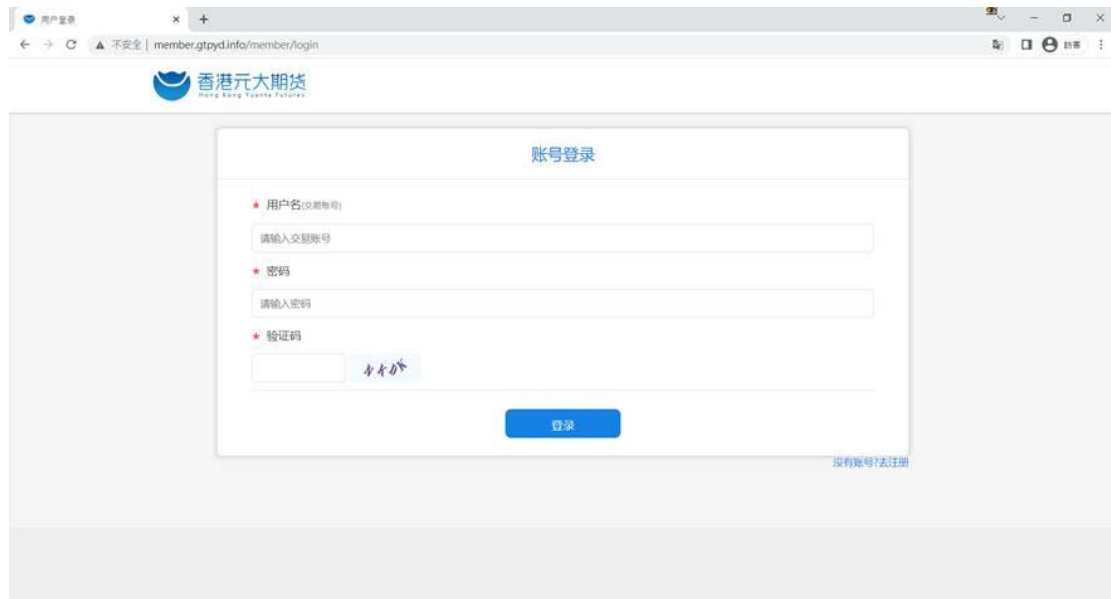 用户登录
不安全 | member.gtpyd.info/member/login
访客
香港元大期货
Hong Kong Yuanta Futures
账号登录
* 用户名(交易账号)
请输入交易账号
* 密码
请输入密码
* 验证码
登录
没有账号?去注册